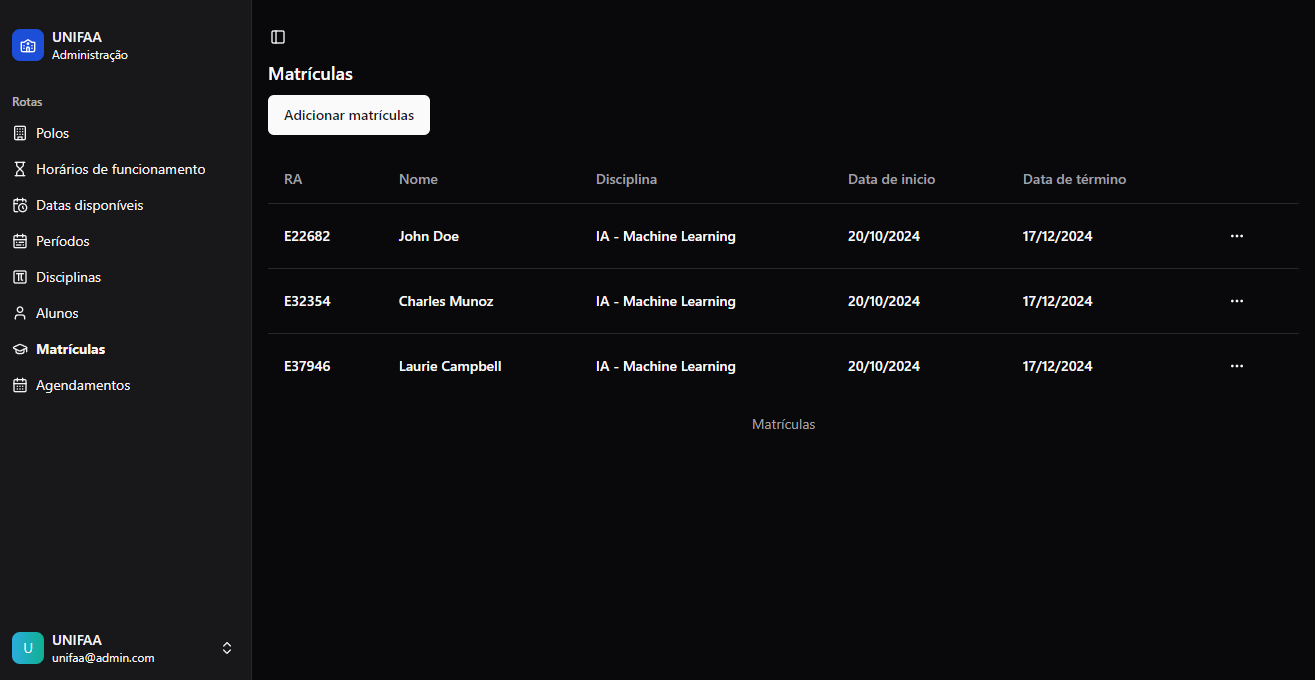 UNIFAA
Administração
Rotas
Polos
Horários de funcionamento
Datas disponíveis
Períodos
Disciplinas
Alunos
Matrículas
Agendamentos
U
UNIFAA
unifaa@admin.com
Matrículas
Adicionar matrículas
RA Nome Disciplina Data de inicio Data de término
E22682 John Doe IA - Machine Learning 20/10/2024 17/12/2024
E32354 Charles Munoz IA - Machine Learning 20/10/2024 17/12/2024
E37946 Laurie Campbell IA - Machine Learning 20/10/2024 17/12/2024
Matrículas